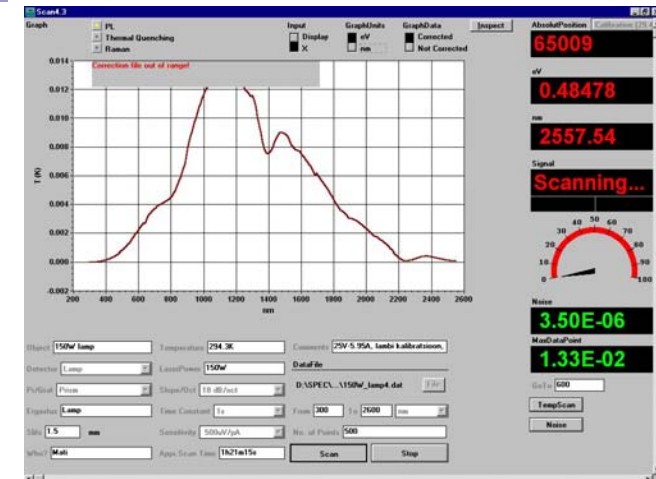 Scan4.3
Graph
PL
Thermal Quenching
Raman
Input
Display
X
GraphUnits
eV
nm
GraphData
Corrected
Not Corrected
Inspect
AbsolutPosition
65009
eV
0.48478
nm
2557.54
Signal
Scanning...
Correction file out of range!
0.014
0.012
0.010
0.008
0.006
0.004
0.002
0.000
-0.002
T (K)
200 400 600 800 1000 1200 1400 1600 1800 2000 2200 2400 2600
nm
0 10 20 30 40 50 60 70 80 90 100
Noise
3.50E-06
MaxDataPoint
1.33E-02
GoTo 600
TempScan
Noise
Object 150W lamp
Temperature 294.3K
Comments 25V-5.95A, lambi kalibratsioon,
Detector Lamp
LaserPower 150W
DataFile
Pi/Grat Prism
Slope/Oct 18 dB/oct
D:\SPEC\...\150W_lamp4.dat File
Ergastus Lamp
Time Constant 1s
From 300 To 2600 nm
Slits 1.5 mm
Sensitivity 500uV/pA
No. of Points 500
Who? Mati
Appr. Scan Time 1h21m15s
Scan
Stop